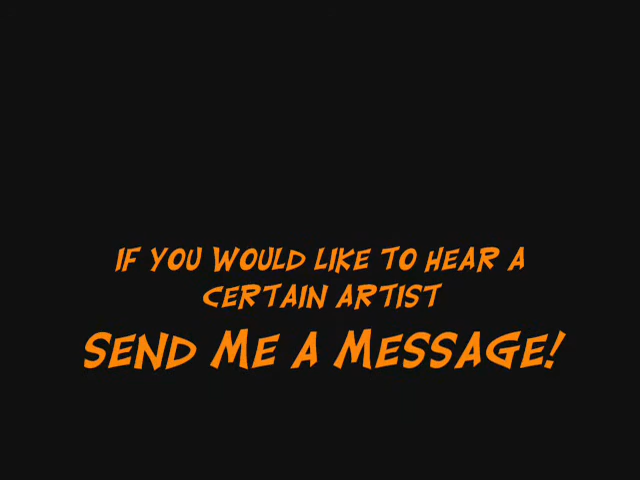 IF YOU WOULD LIKE TO HEAR A
CERTAIN ARTIST
SEND ME A MESSAGE!